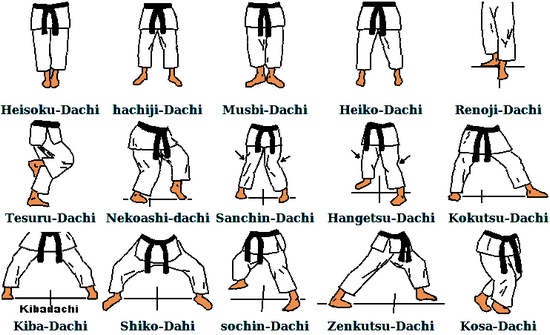 Heisoku-Dachi hachiji-Dachi Musbi-Dachi Heiko-Dachi Renoji-Dachi
Tesuru-Dachi Nekoashi-dachi Sanchin-Dachi Hangetsu-Dachi Kokutsu-Dachi
Kibadachi
Kiba-Dachi Shiko-Dahi sochin-Dachi Zenkutsu-Dachi Kosa-Dachi